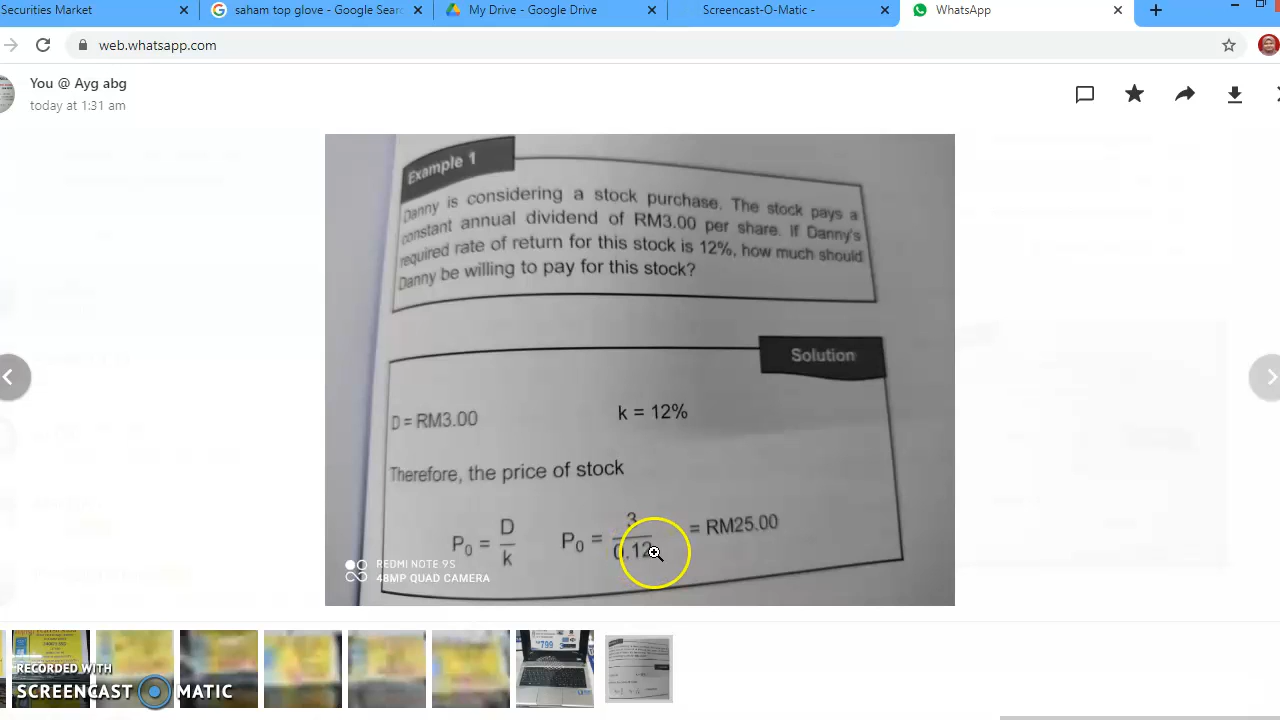 Securities Market
saham top glove - Google Searc
My Drive - Google Drive
Screencast-O-Matic -
WhatsApp
web.whatsapp.com
You @ Ayg abg
today at 1:31 am
Example 1
Danny is considering a stock purchase. The stock pays a
constant annual dividend of RM3.00 per share. If Danny's
required rate of return for this stock is 12%, how much should
Danny be willing to pay for this stock?
Solution
D = RM3.00 k = 12%
Therefore, the price of stock
P₀ = D/k P₀ = 3/0.12 = RM25.00
REDMI NOTE 9S
48MP QUAD CAMERA
799
RECORDED WITH
SCREENCAST MATIC